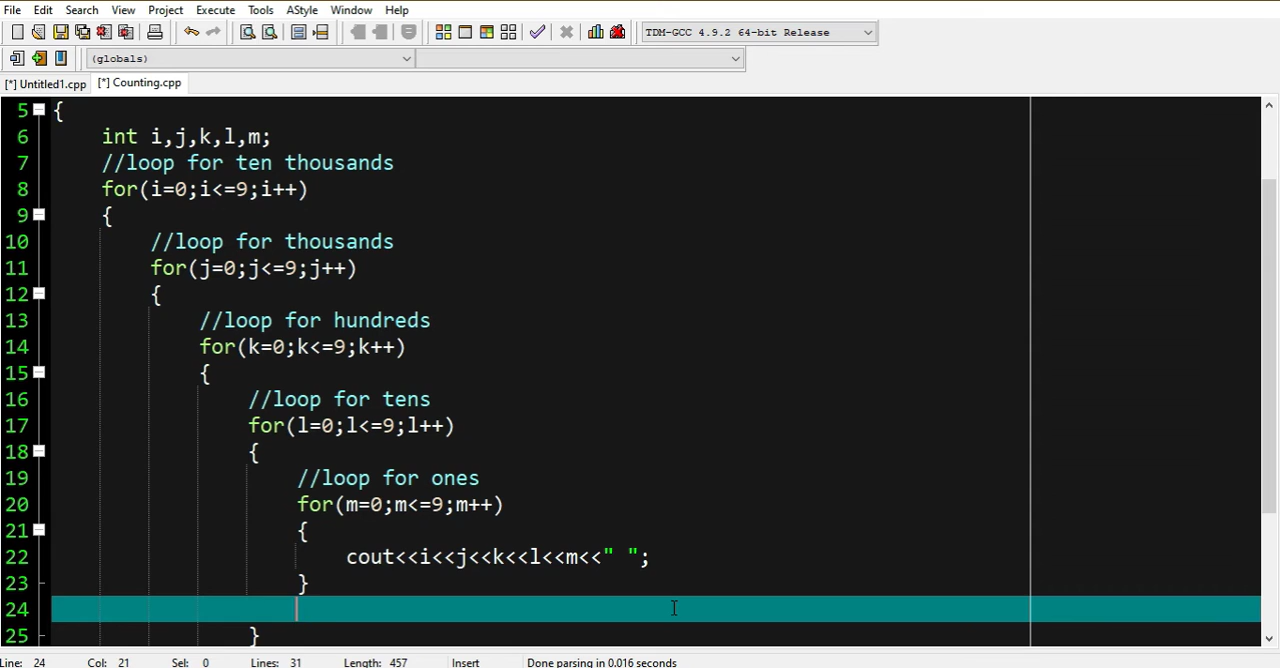 File Edit Search View Project Execute Tools AStyle Window Help
TDM-GCC 4.9.2 64-bit Release
(globals)
[*] Untitled1.cpp [*] Counting.cpp
5 {
6 int i,j,k,l,m;
7 //loop for ten thousands
8 for(i=0;i<=9;i++)
9 {
10 //loop for thousands
11 for(j=0;j<=9;j++)
12 {
13 //loop for hundreds
14 for(k=0;k<=9;k++)
15 {
16 //loop for tens
17 for(l=0;l<=9;l++)
18 {
19 //loop for ones
20 for(m=0;m<=9;m++)
21 {
22 cout<<i<<j<<k<<l<<m<<" ";
23 }
24
25 }
Line: 24 Col: 21 Sel: 0 Lines: 31 Length: 457 Insert Done parsing in 0.016 seconds